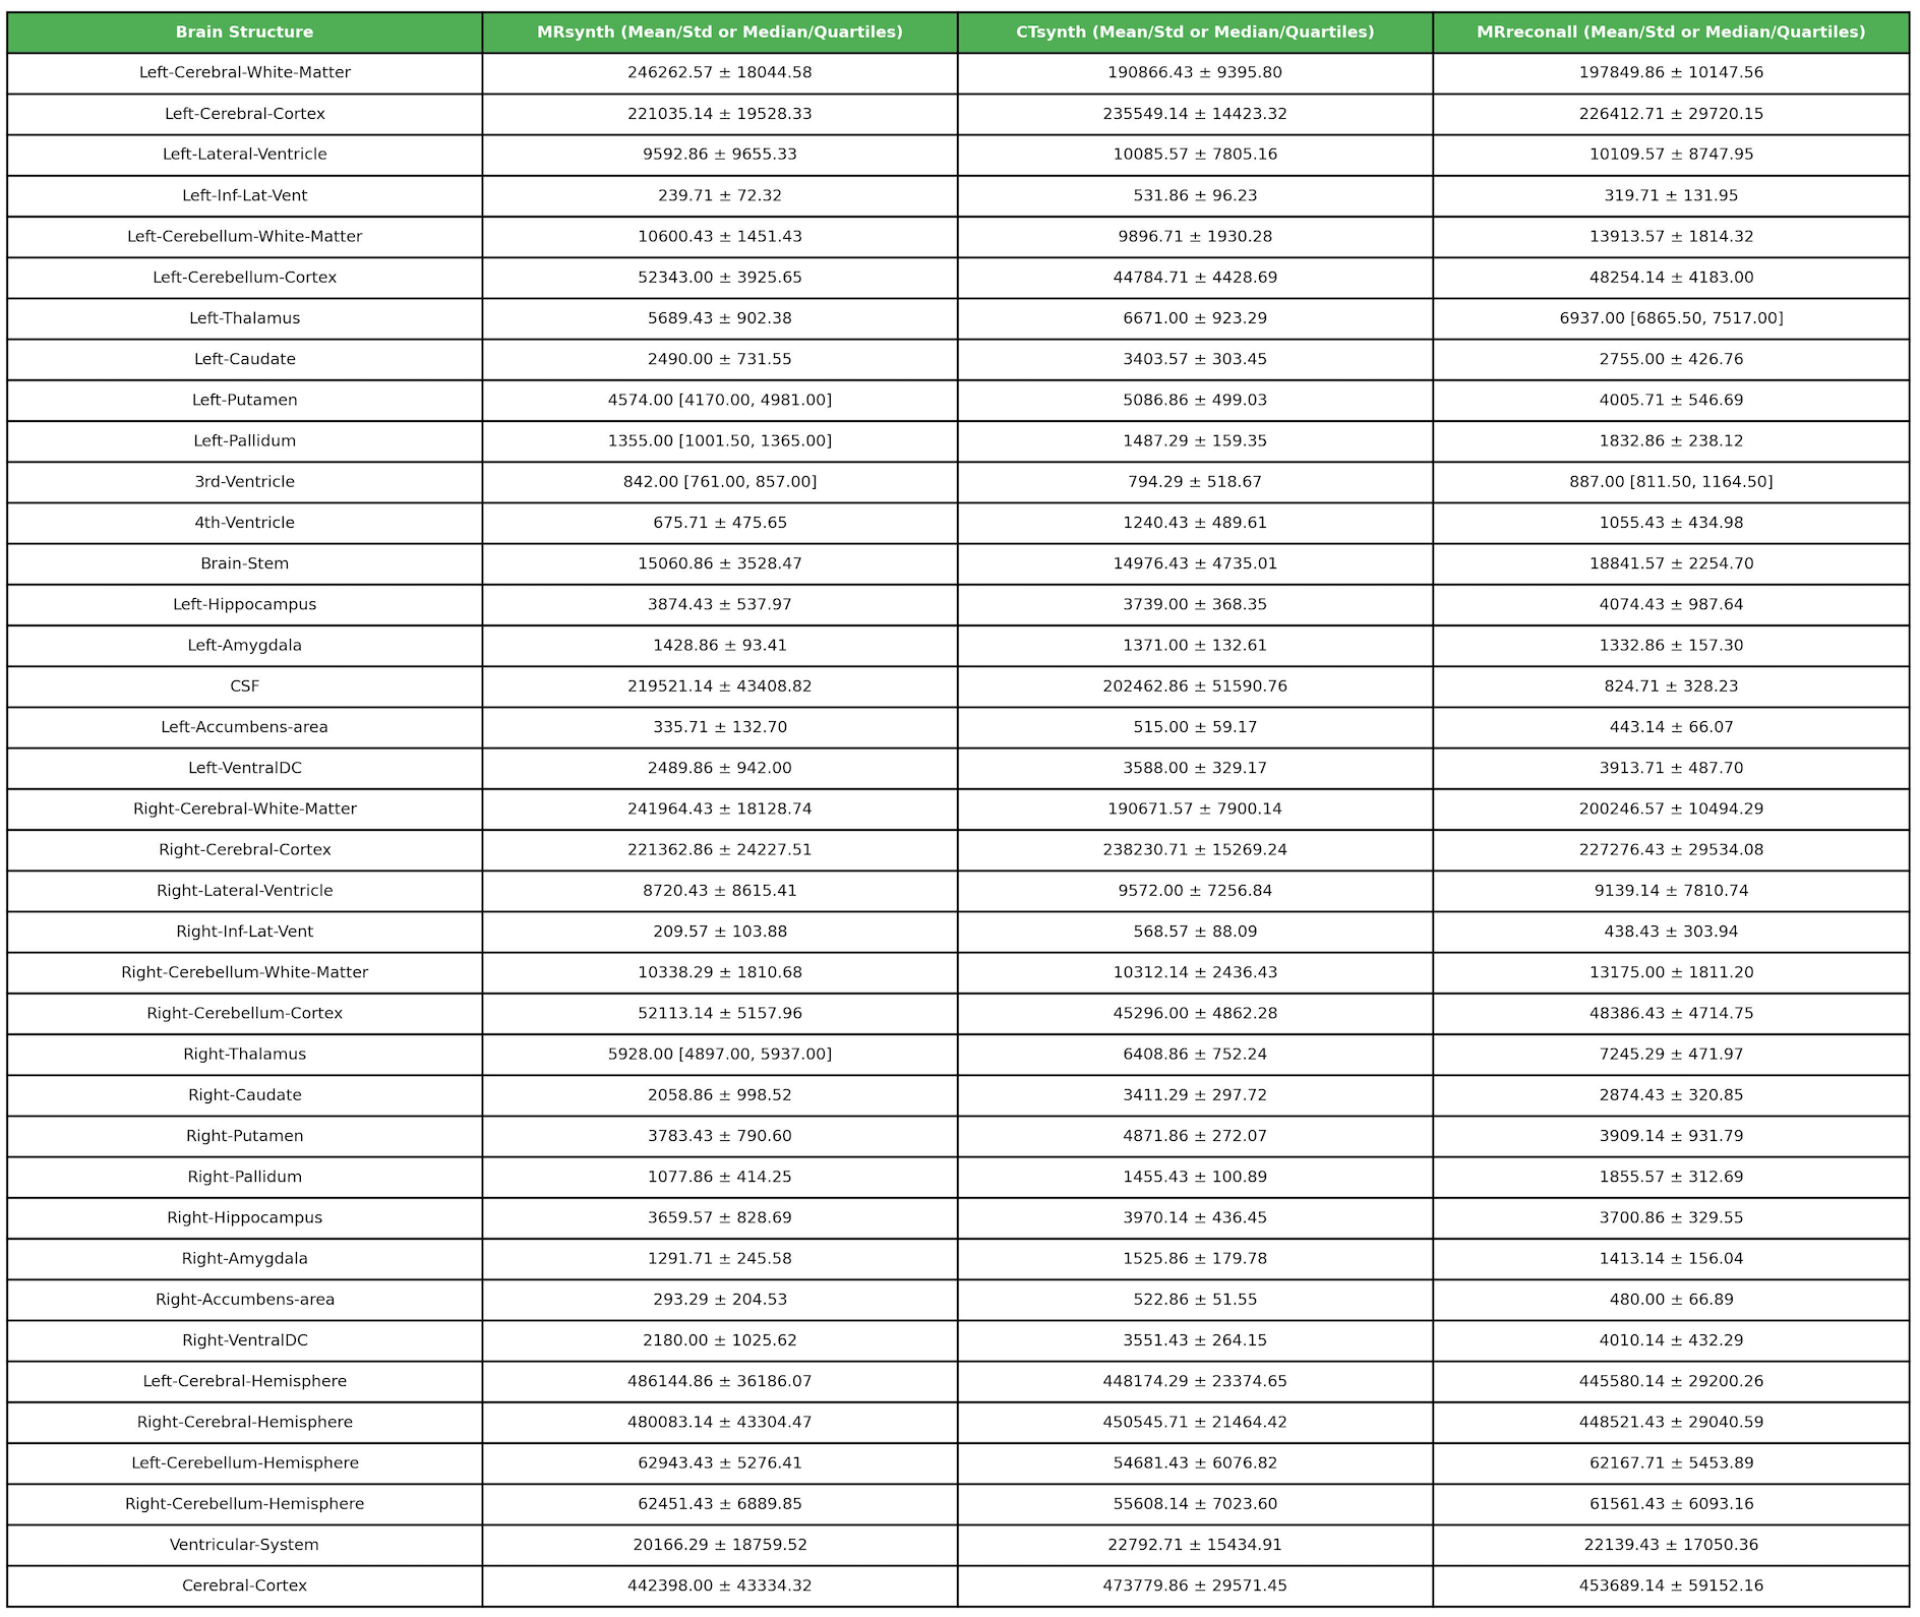 Brain Structure MRsynth (Mean/Std or Median/Quartiles) CTsynth (Mean/Std or Median/Quartiles) MRreconall (Mean/Std or Median/Quartiles)
Left-Cerebral-White-Matter 246262.57 ± 18044.58 190866.43 ± 9395.80 197849.86 ± 10147.56
Left-Cerebral-Cortex 221035.14 ± 19528.33 235549.14 ± 14423.32 226412.71 ± 29720.15
Left-Lateral-Ventricle 9592.86 ± 9655.33 10085.57 ± 7805.16 10109.57 ± 8747.95
Left-Inf-Lat-Vent 239.71 ± 72.32 531.86 ± 96.23 319.71 ± 131.95
Left-Cerebellum-White-Matter 10600.43 ± 1451.43 9896.71 ± 1930.28 13913.57 ± 1814.32
Left-Cerebellum-Cortex 52343.00 ± 3925.65 44784.71 ± 4428.69 48254.14 ± 4183.00
Left-Thalamus 5689.43 ± 902.38 6671.00 ± 923.29 6937.00 [6865.50, 7517.00]
Left-Caudate 2490.00 ± 731.55 3403.57 ± 303.45 2755.00 ± 426.76
Left-Putamen 4574.00 [4170.00, 4981.00] 5086.86 ± 499.03 4005.71 ± 546.69
Left-Pallidum 1355.00 [1001.50, 1365.00] 1487.29 ± 159.35 1832.86 ± 238.12
3rd-Ventricle 842.00 [761.00, 857.00] 794.29 ± 518.67 887.00 [811.50, 1164.50]
4th-Ventricle 675.71 ± 475.65 1240.43 ± 489.61 1055.43 ± 434.98
Brain-Stem 15060.86 ± 3528.47 14976.43 ± 4735.01 18841.57 ± 2254.70
Left-Hippocampus 3874.43 ± 537.97 3739.00 ± 368.35 4074.43 ± 987.64
Left-Amygdala 1428.86 ± 93.41 1371.00 ± 132.61 1332.86 ± 157.30
CSF 219521.14 ± 43408.82 202462.86 ± 51590.76 824.71 ± 328.23
Left-Accumbens-area 335.71 ± 132.70 515.00 ± 59.17 443.14 ± 66.07
Left-VentralDC 2489.86 ± 942.00 3588.00 ± 329.17 3913.71 ± 487.70
Right-Cerebral-White-Matter 241964.43 ± 18128.74 190671.57 ± 7900.14 200246.57 ± 10494.29
Right-Cerebral-Cortex 221362.86 ± 24227.51 238230.71 ± 15269.24 227276.43 ± 29534.08
Right-Lateral-Ventricle 8720.43 ± 8615.41 9572.00 ± 7256.84 9139.14 ± 7810.74
Right-Inf-Lat-Vent 209.57 ± 103.88 568.57 ± 88.09 438.43 ± 303.94
Right-Cerebellum-White-Matter 10338.29 ± 1810.68 10312.14 ± 2436.43 13175.00 ± 1811.20
Right-Cerebellum-Cortex 52113.14 ± 5157.96 45296.00 ± 4862.28 48386.43 ± 4714.75
Right-Thalamus 5928.00 [4897.00, 5937.00] 6408.86 ± 752.24 7245.29 ± 471.97
Right-Caudate 2058.86 ± 998.52 3411.29 ± 297.72 2874.43 ± 320.85
Right-Putamen 3783.43 ± 790.60 4871.86 ± 272.07 3909.14 ± 931.79
Right-Pallidum 1077.86 ± 414.25 1455.43 ± 100.89 1855.57 ± 312.69
Right-Hippocampus 3659.57 ± 828.69 3970.14 ± 436.45 3700.86 ± 329.55
Right-Amygdala 1291.71 ± 245.58 1525.86 ± 179.78 1413.14 ± 156.04
Right-Accumbens-area 293.29 ± 204.53 522.86 ± 51.55 480.00 ± 66.89
Right-VentralDC 2180.00 ± 1025.62 3551.43 ± 264.15 4010.14 ± 432.29
Left-Cerebral-Hemisphere 486144.86 ± 36186.07 448174.29 ± 23374.65 445580.14 ± 29200.26
Right-Cerebral-Hemisphere 480083.14 ± 43304.47 450545.71 ± 21464.42 448521.43 ± 29040.59
Left-Cerebellum-Hemisphere 62943.43 ± 5276.41 54681.43 ± 6076.82 62167.71 ± 5453.89
Right-Cerebellum-Hemisphere 62451.43 ± 6889.85 55608.14 ± 7023.60 61561.43 ± 6093.16
Ventricular-System 20166.29 ± 18759.52 22792.71 ± 15434.91 22139.43 ± 17050.36
Cerebral-Cortex 442398.00 ± 43334.32 473779.86 ± 29571.45 453689.14 ± 59152.16